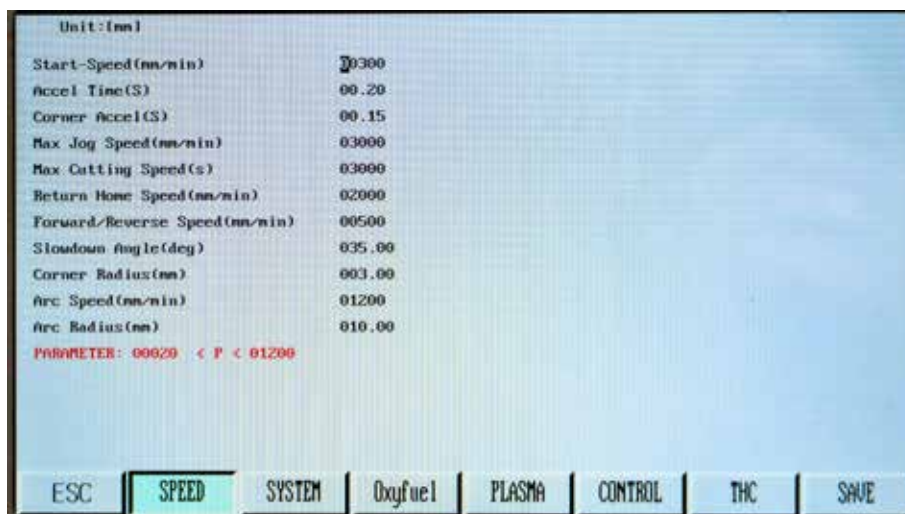 Unit:[mm]
Start-Speed(mm/min) 00300
Accel Time(S) 00.20
Corner Accel(S) 00.15
Max Jog Speed(mm/min) 03000
Max Cutting Speed(s) 03000
Return Home Speed(mm/min) 02000
Forward/Reverse Speed(mm/min) 00500
Slowdown Angle(deg) 035.00
Corner Radius(mm) 003.00
Arc Speed(mm/min) 01200
Arc Radius(mm) 010.00
PARAMETER: 00020 < P < 01200
ESC SPEED SYSTEM Oxyfuel PLASMA CONTROL THC SAVE